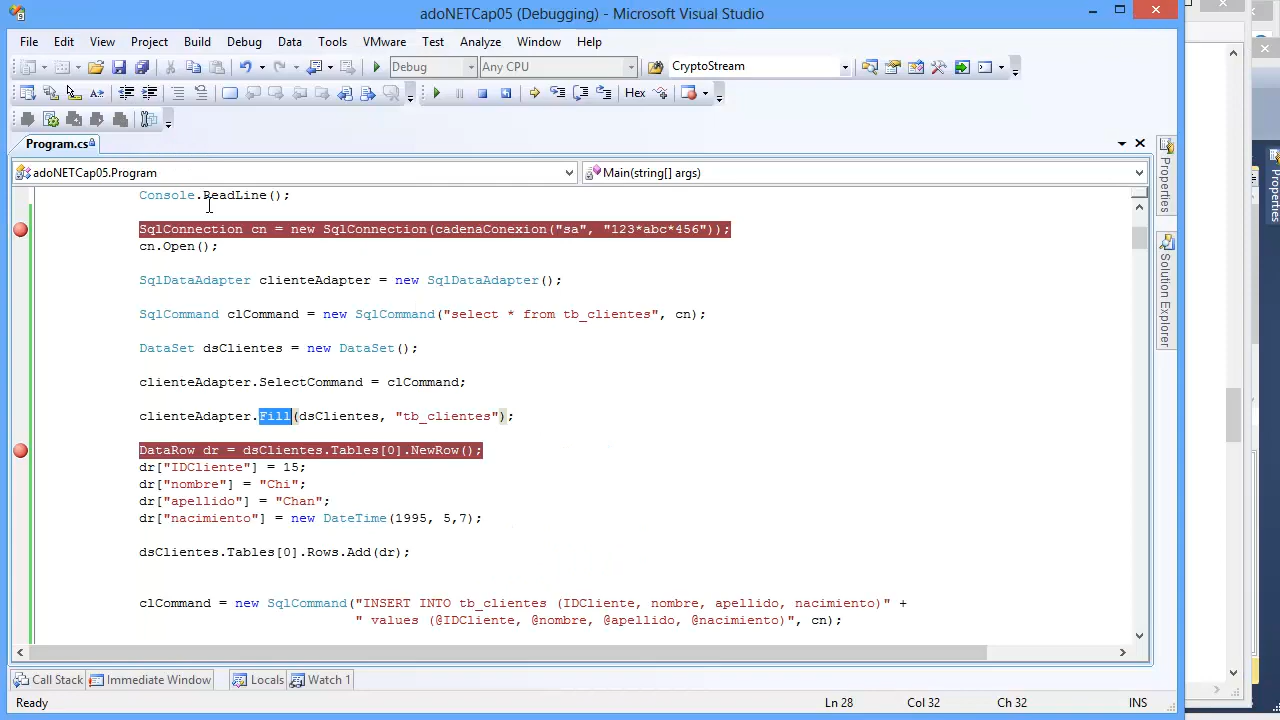 adoNETCap05 (Debugging) - Microsoft Visual Studio
File Edit View Project Build Debug Data Tools VMware Test Analyze Window Help
Debug Any CPU CryptoStream
Hex
Program.cs
adoNETCap05.Program Main(string[] args)
Console.ReadLine();
SqlConnection cn = new SqlConnection(cadenaConexion("sa", "123*abc*456"));
cn.Open();
SqlDataAdapter clienteAdapter = new SqlDataAdapter();
SqlCommand clCommand = new SqlCommand("select * from tb_clientes", cn);
DataSet dsClientes = new DataSet();
clienteAdapter.SelectCommand = clCommand;
clienteAdapter.Fill(dsClientes, "tb_clientes");
DataRow dr = dsClientes.Tables[0].NewRow();
dr["IDCliente"] = 15;
dr["nombre"] = "Chi";
dr["apellido"] = "Chan";
dr["nacimiento"] = new DateTime(1995, 5,7);
dsClientes.Tables[0].Rows.Add(dr);
clCommand = new SqlCommand("INSERT INTO tb_clientes (IDCliente, nombre, apellido, nacimiento)" +
" values (@IDCliente, @nombre, @apellido, @nacimiento)", cn);
Properties
Solution Explorer
Properties
Call Stack Immediate Window Locals Watch 1
Ready Ln 28 Col 32 Ch 32 INS